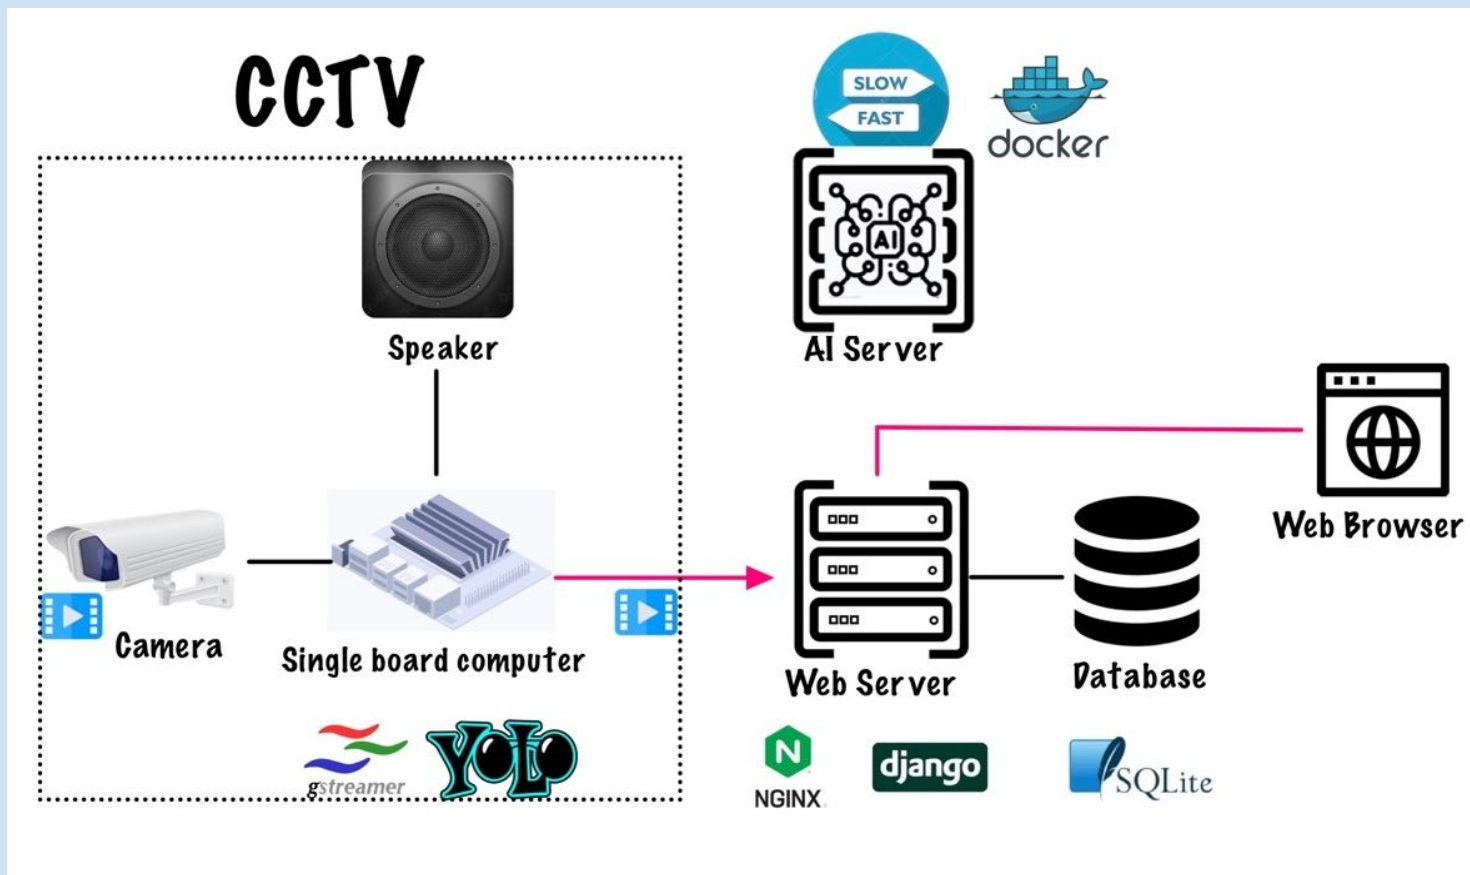 CCTV
SLOW
FAST
docker
AI
Speaker
AI Server
Web Browser
Camera
Single board computer
Web Server
Database
gstreamer
YOLO
NGINX
django
SQLite